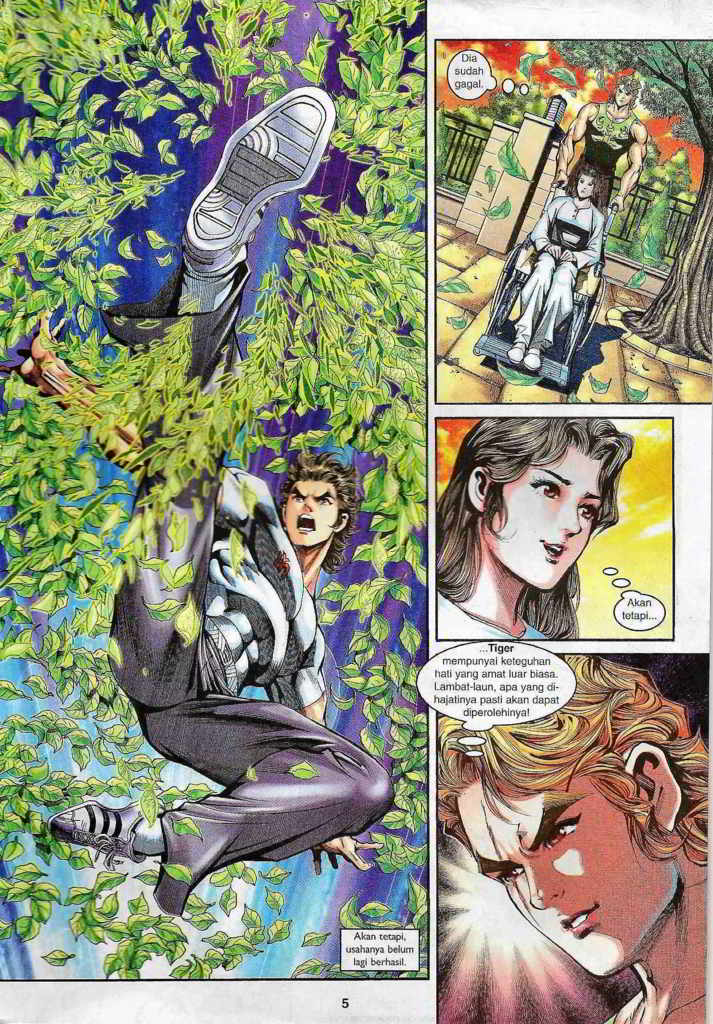 Akan tetapi,
usahanya belum
lagi berhasil.
Dia
sudah
gagal.
Akan
tetapi...
...Tiger
mempunyai keteguhan
hati yang amat luar biasa.
Lambat-laun, apa yang di-
hajatinya pasti akan dapat
diperolehinya!
5